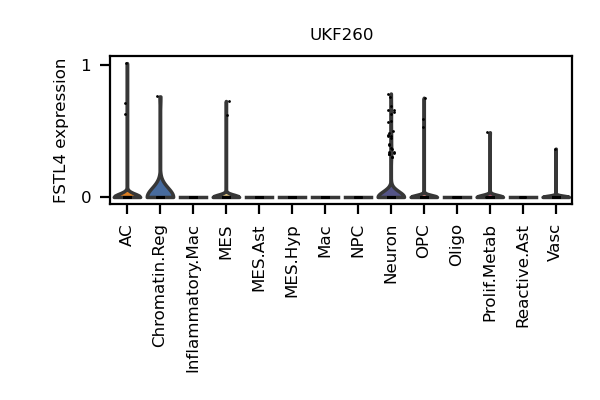 UKF260
FSTL4 expression
1
0
AC
Chromatin.Reg
Inflammatory.Mac
MES
MES.Ast
MES.Hyp
Mac
NPC
Neuron
OPC
Oligo
Prolif.Metab
Reactive.Ast
Vasc